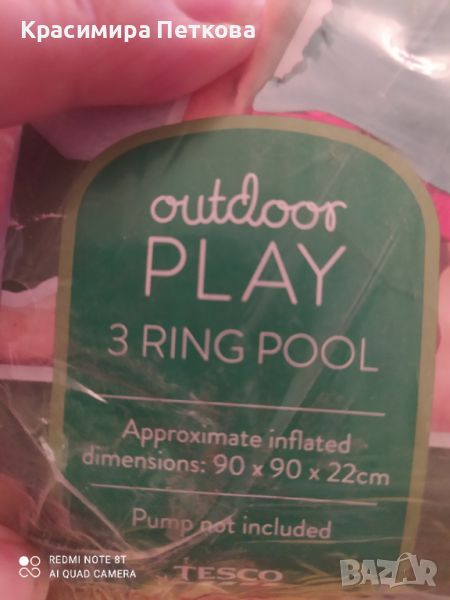 Красимира Петкова
outdoor
PLAY
3 RING POOL
Approximate inflated
dimensions: 90 x 90 x 22cm
Pump not included
TESCO
REDMI NOTE 8T
AI QUAD CAMERA
BAZAR